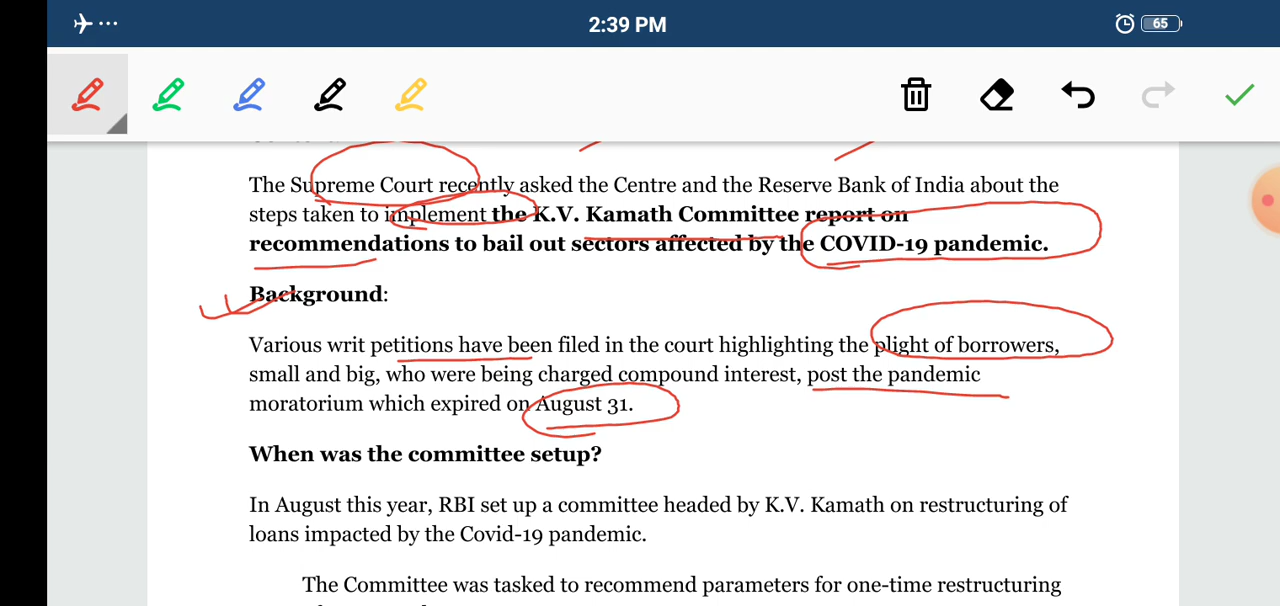 2:39 PM
65
The Supreme Court recently asked the Centre and the Reserve Bank of India about the
steps taken to implement the K.V. Kamath Committee report on
recommendations to bail out sectors affected by the COVID-19 pandemic.
Background:
Various writ petitions have been filed in the court highlighting the plight of borrowers,
small and big, who were being charged compound interest, post the pandemic
moratorium which expired on August 31.
When was the committee setup?
In August this year, RBI set up a committee headed by K.V. Kamath on restructuring of
loans impacted by the Covid-19 pandemic.
The Committee was tasked to recommend parameters for one-time restructuring